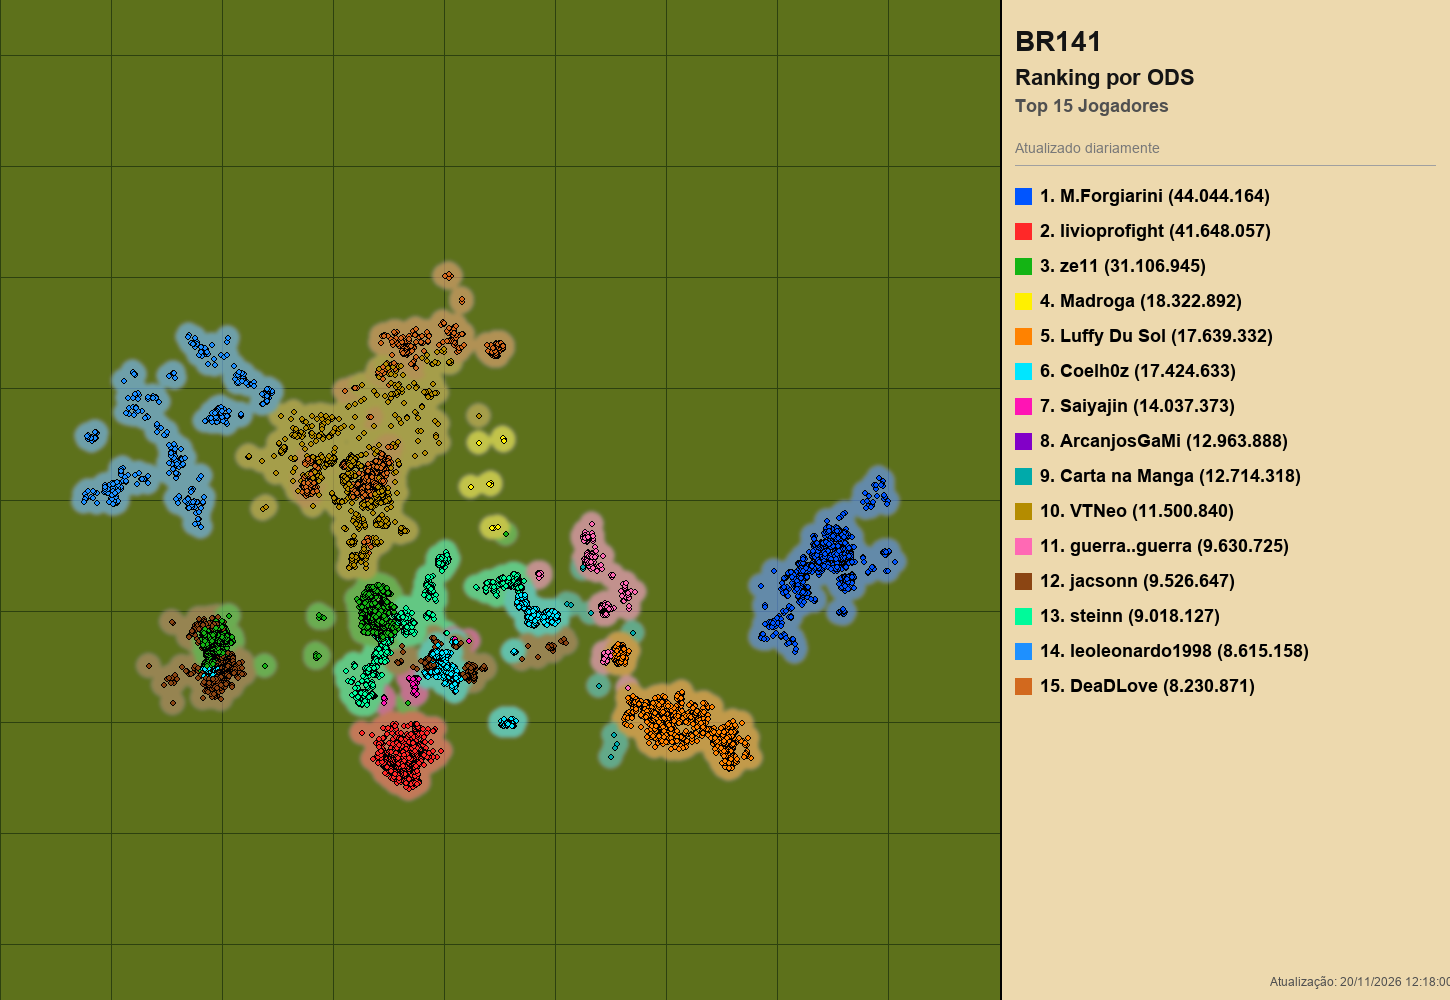 BR141
Ranking por ODS
Top 15 Jogadores
Atualizado diariamente
1. M.Forgiarini (44.044.164)
2. livioprofight (41.648.057)
3. ze11 (31.106.945)
4. Madroga (18.322.892)
5. Luffy Du Sol (17.639.332)
6. Coelh0z (17.424.633)
7. Saiyajin (14.037.373)
8. ArcanjosGaMi (12.963.888)
9. Carta na Manga (12.714.318)
10. VTNeo (11.500.840)
11. guerra..guerra (9.630.725)
12. jacsonn (9.526.647)
13. steinn (9.018.127)
14. leoleonardo1998 (8.615.158)
15. DeaDLove (8.230.871)
Atualização: 20/11/2026 12:18:00